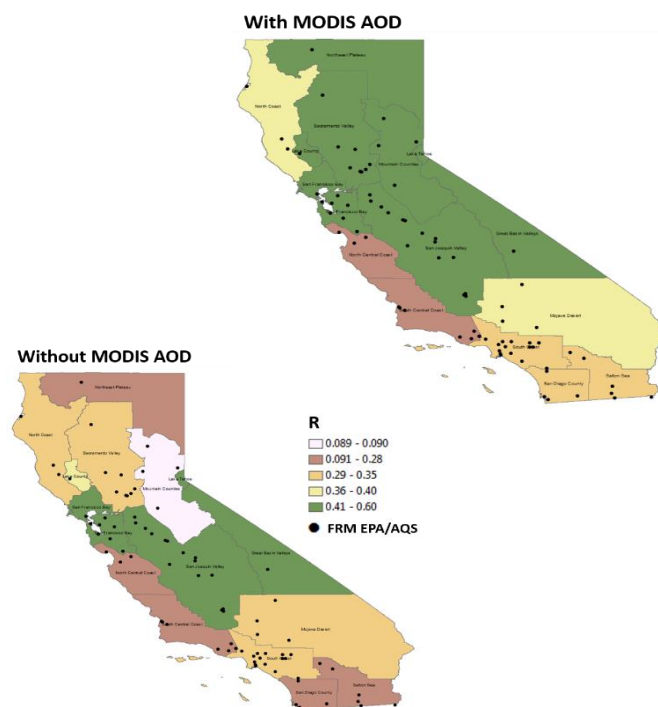 With MODIS AOD
Northeast Plateau
North Coast
Sacramento Valley
Lake County
Lake Tahoe
Mountain Counties
San Francisco Bay
Francisco Bay
Great Basin Valleys
San Joaquin Valley
North Central Coast
Mojave Desert
Central Coast
South
Salton Sea
San Diego County
Without MODIS AOD
Northeast Plateau
North Coast
Sacramento Valley
County
Lake Tahoe
Mountain Counties
San Francisco Bay
Francisco Bay
Great Basin Valleys
San Joaquin Valley
North Central Coast
Central Coast
Mojave Desert
South
San Diego County
Salton Sea
R
0.089 - 0.090
0.091 - 0.28
0.29 - 0.35
0.36 - 0.40
0.41 - 0.60
FRM EPA/AQS